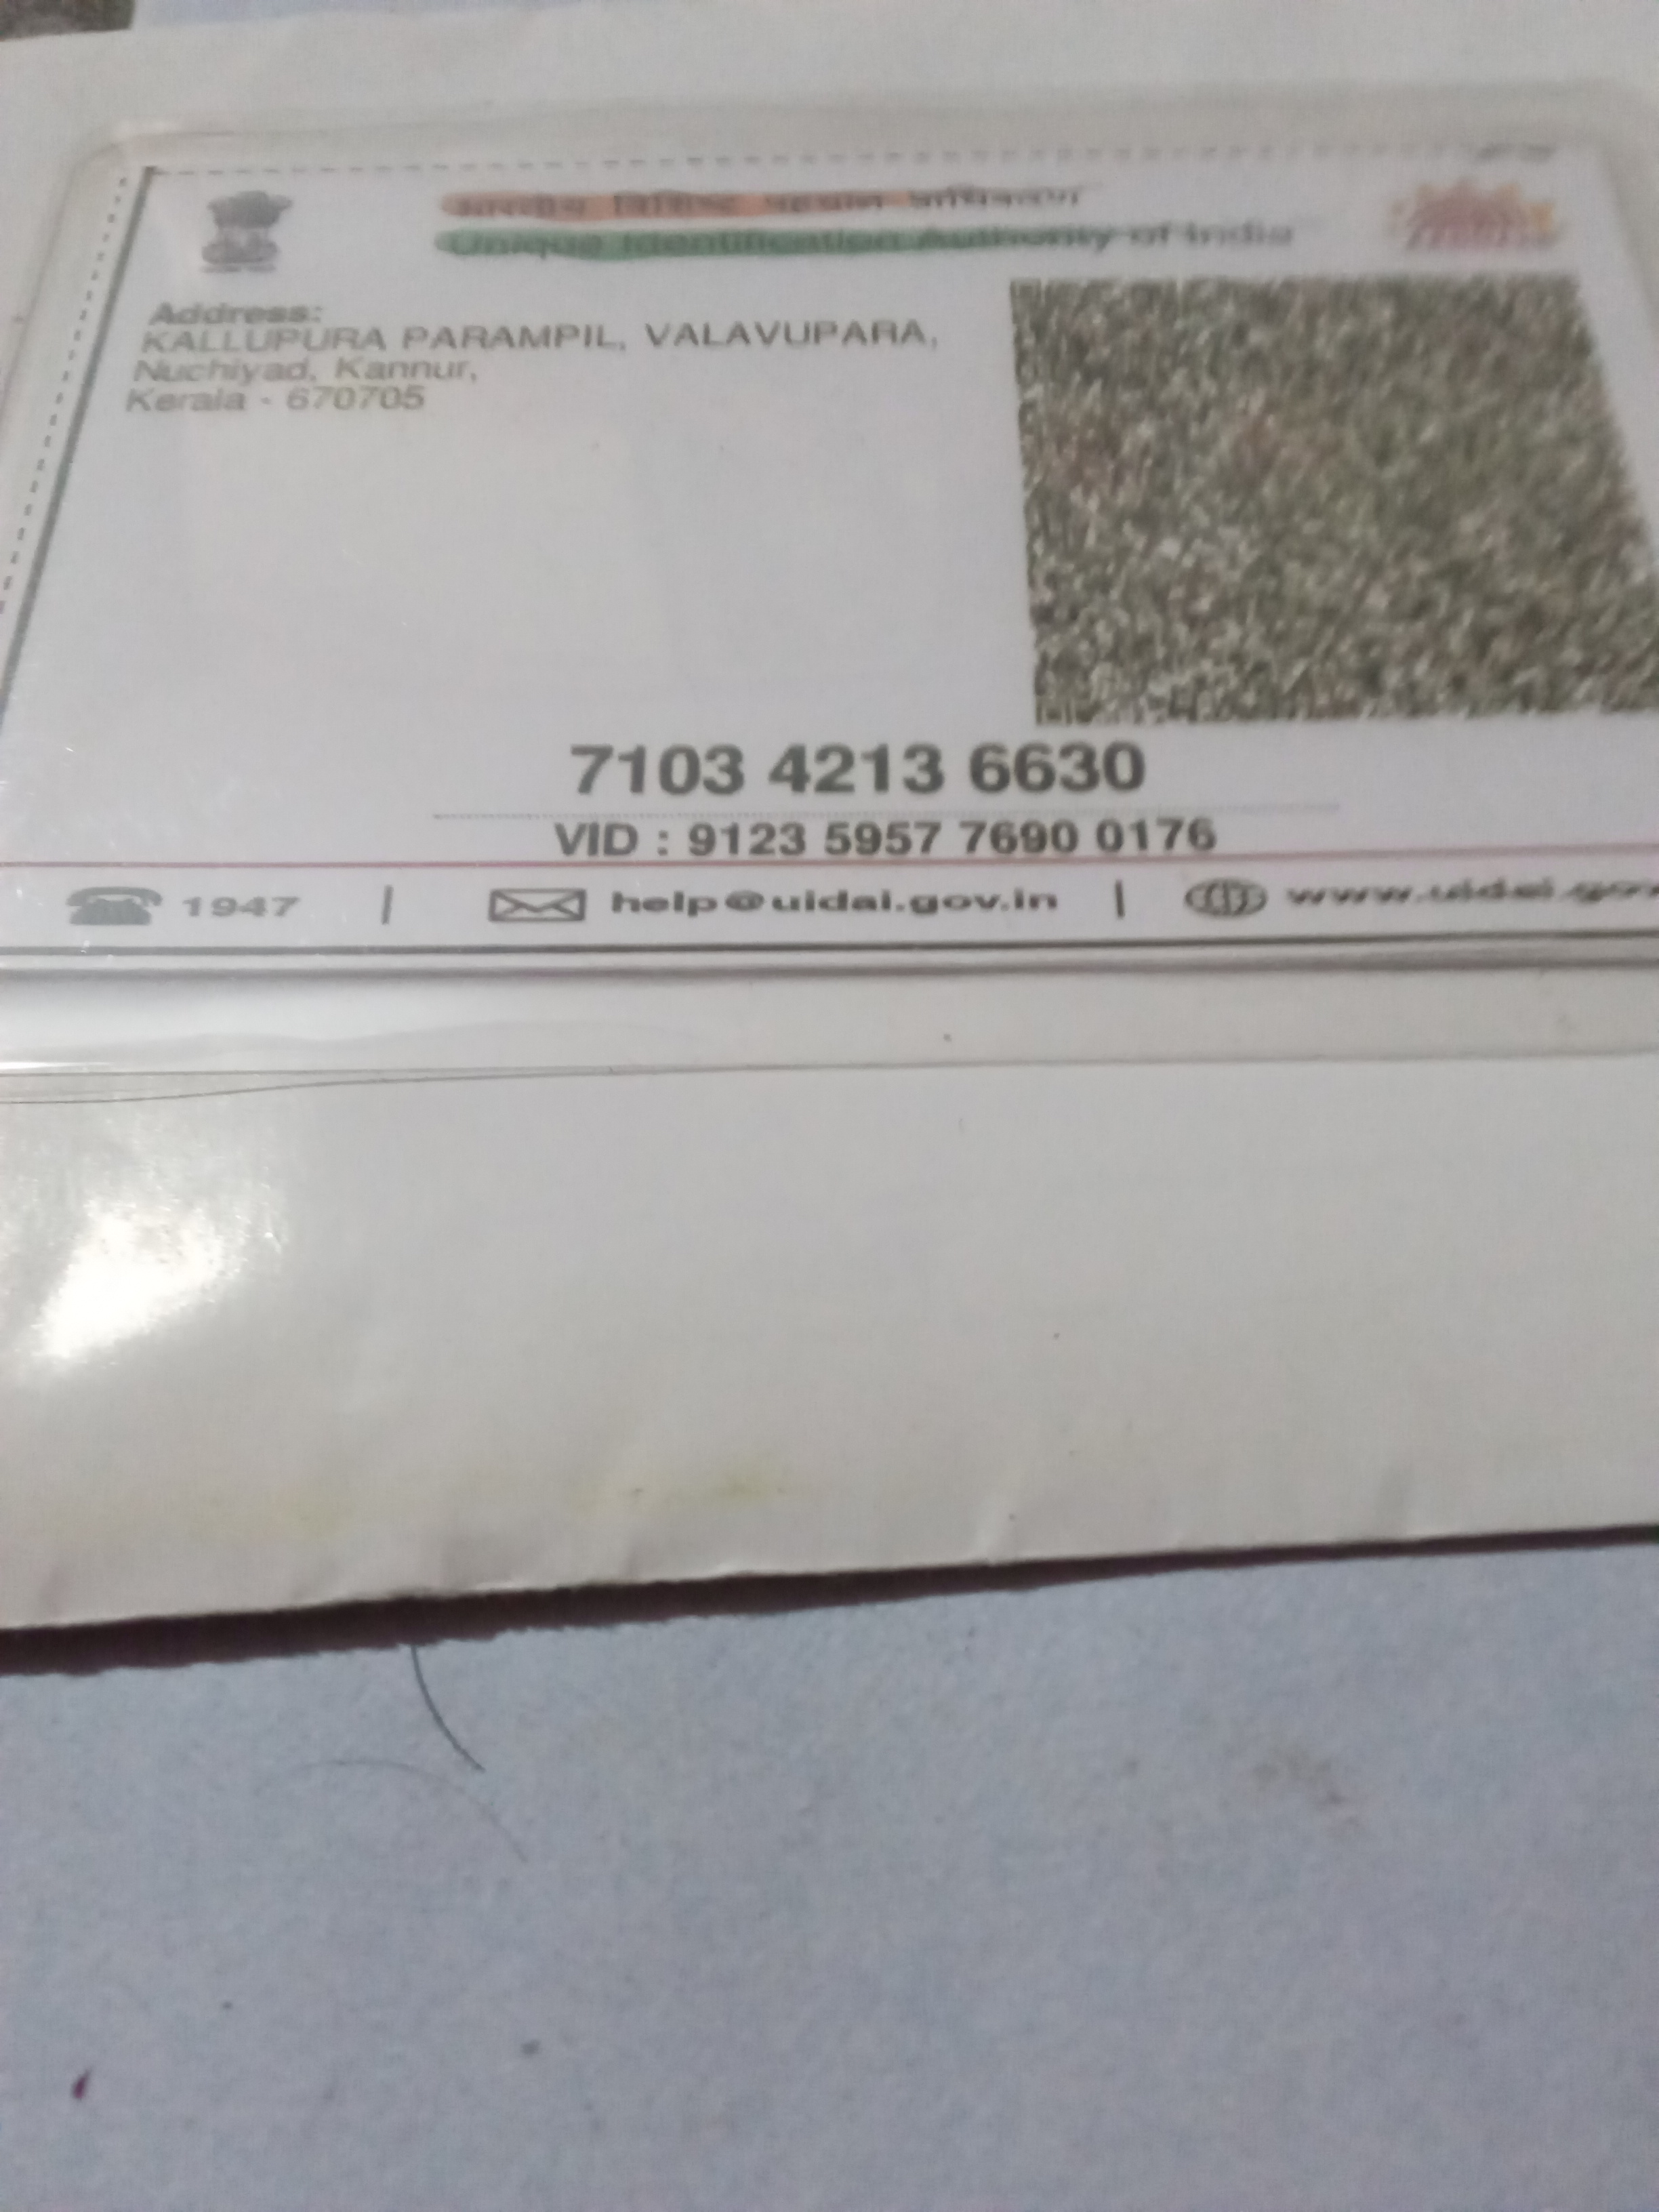 भारतीय विशिष्ट पहचान प्राधिकरण
Unique Identification Authority of India
Address:
KALLUPURA PARAMPIL, VALAVUPARA,
Nuchiyad, Kannur,
Kerala - 670705
7103 4213 6630
VID : 9123 5957 7690 0176
1947 | help@uidai.gov.in | www.uidai.gov